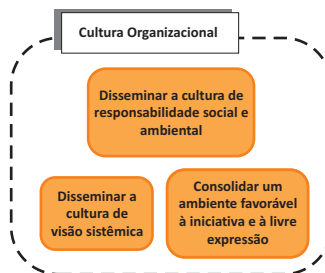 Cultura Organizacional
Disseminar a cultura de
responsabilidade social e
ambiental
Disseminar a
cultura de
visão sistêmica
Consolidar um
ambiente favorável
à iniciativa e à livre
expressão